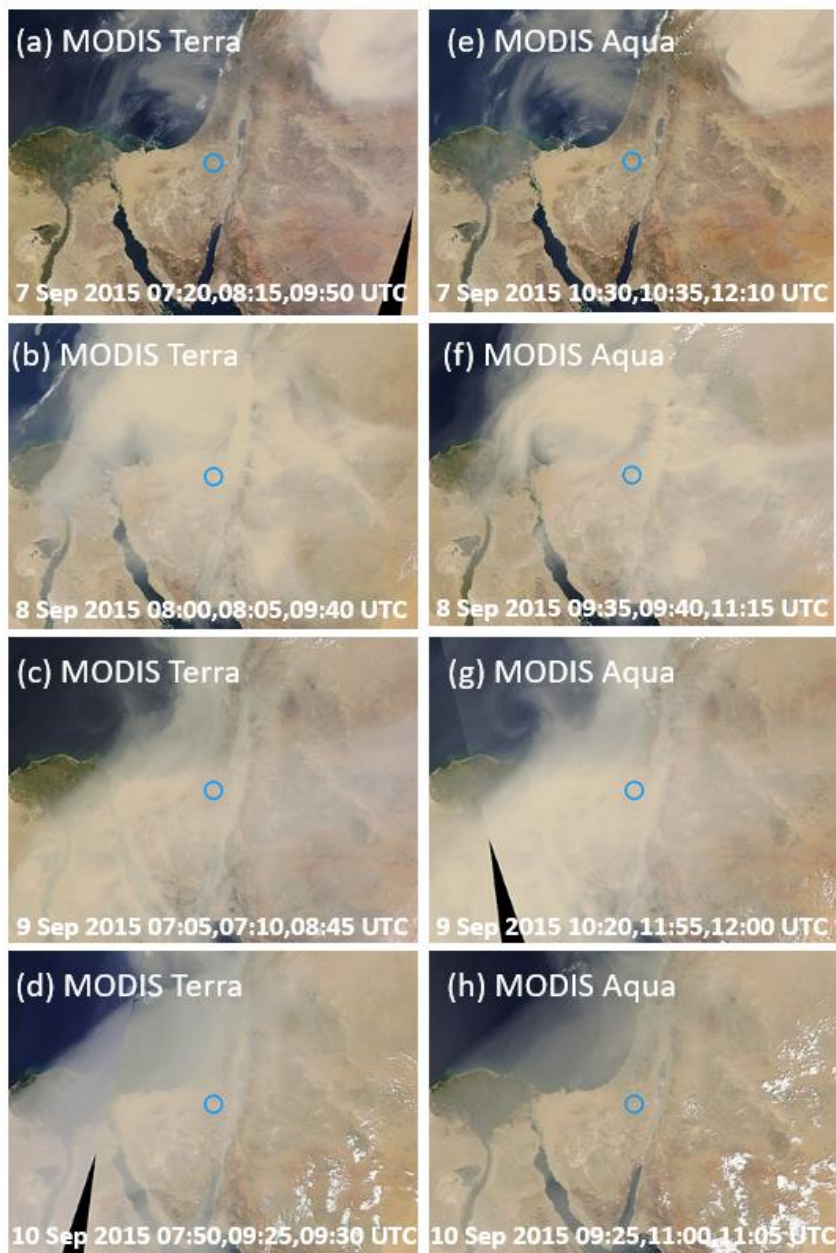 (a) MODIS Terra
7 Sep 2015 07:20,08:15,09:50 UTC
(e) MODIS Aqua
7 Sep 2015 10:30,10:35,12:10 UTC
(b) MODIS Terra
8 Sep 2015 08:00,08:05,09:40 UTC
(f) MODIS Aqua
8 Sep 2015 09:35,09:40,11:15 UTC
(c) MODIS Terra
9 Sep 2015 07:05,07:10,08:45 UTC
(g) MODIS Aqua
9 Sep 2015 10:20,11:55,12:00 UTC
(d) MODIS Terra
10 Sep 2015 07:50,09:25,09:30 UTC
(h) MODIS Aqua
10 Sep 2015 09:25,11:00,11:05 UTC